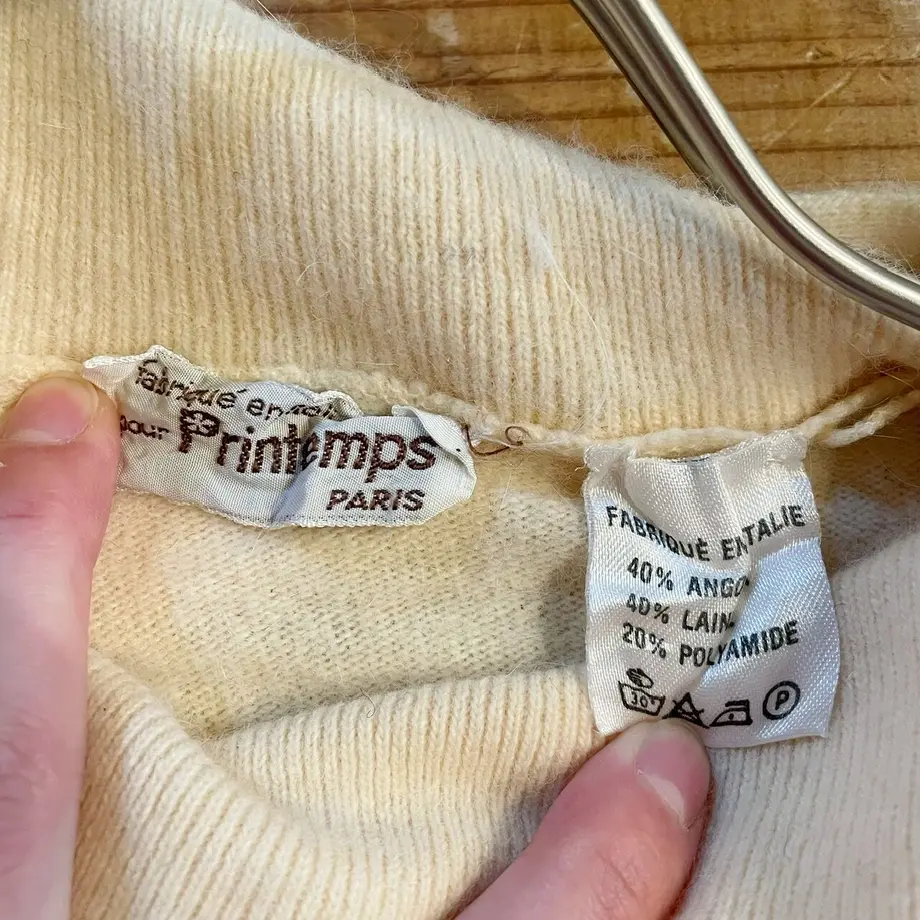 fabriqué en
pour Printemps
PARIS
FABRIQUÉ EN ITALIE
40% ANGO
40% LAIN
20% POLYAMIDE
30° P